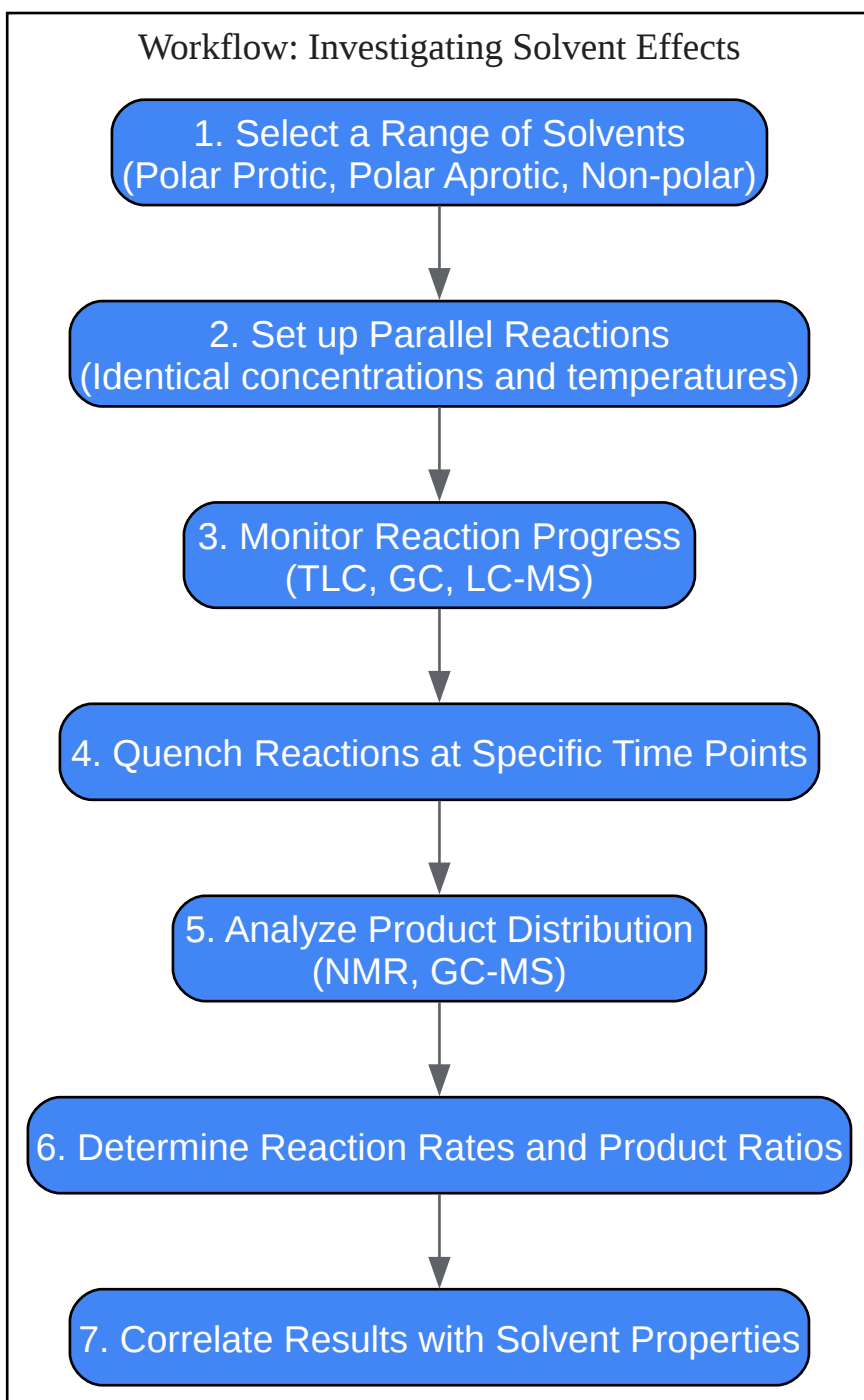 Workflow: Investigating Solvent Effects
1. Select a Range of Solvents
(Polar Protic, Polar Aprotic, Non-polar)
2. Set up Parallel Reactions
(Identical concentrations and temperatures)
3. Monitor Reaction Progress
(TLC, GC, LC-MS)
4. Quench Reactions at Specific Time Points
5. Analyze Product Distribution
(NMR, GC-MS)
6. Determine Reaction Rates and Product Ratios
7. Correlate Results with Solvent Properties